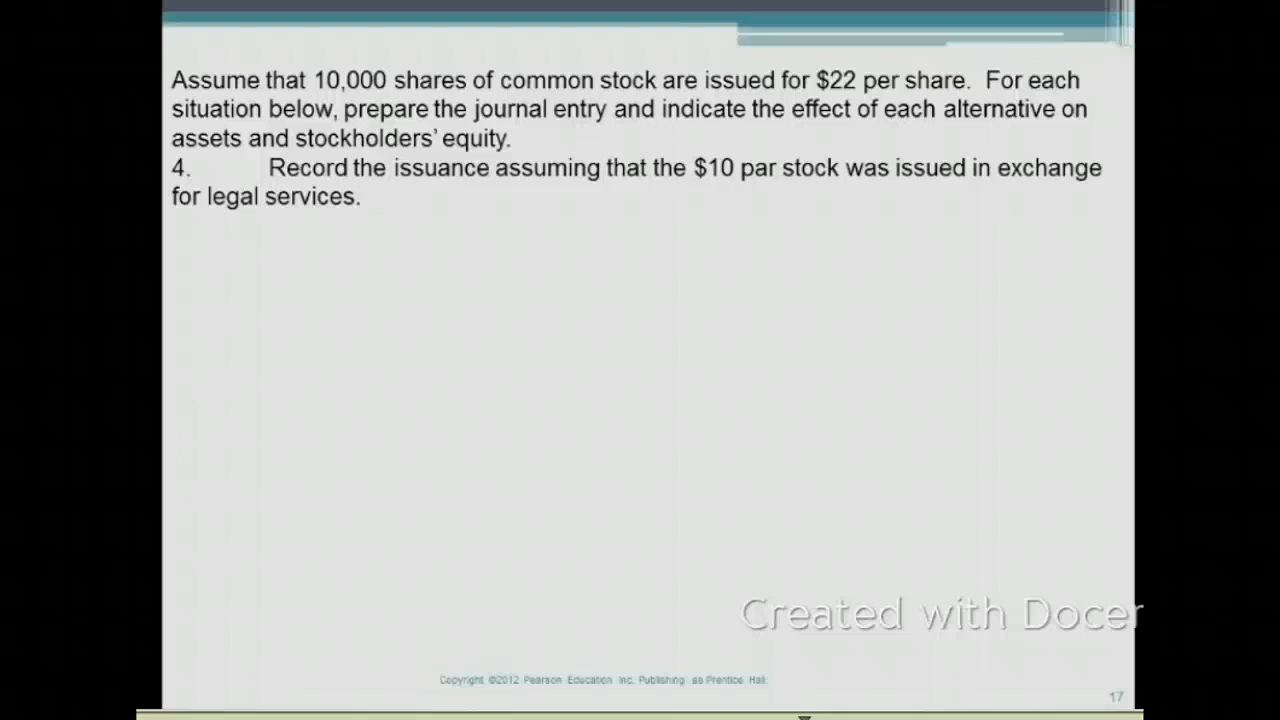 Assume that 10,000 shares of common stock are issued for $22 per share. For each
situation below, prepare the journal entry and indicate the effect of each alternative on
assets and stockholders' equity.
4. Record the issuance assuming that the $10 par stock was issued in exchange
for legal services.
Created with Docer
Copyright ©2012 Pearson Education Inc. Publishing as Prentice Hall.
17